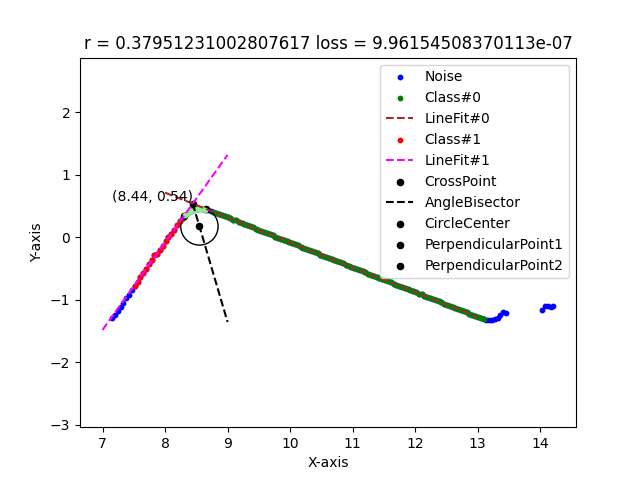 r = 0.37951231002807617 loss = 9.96154508370113e-07
Noise
Class#0
LineFit#0
Class#1
LineFit#1
CrossPoint
AngleBisector
CircleCenter
PerpendicularPoint1
PerpendicularPoint2
(8.44, 0.54)
2
1
0
−1
−2
−3
Y-axis
7 8 9 10 11 12 13 14
X-axis